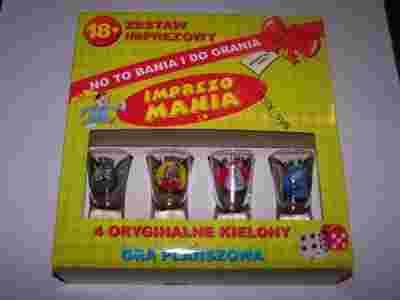 18+
ZESTAW
IMPREZOWY
NO TO BANIA I DO GRANIA
IMPREZO
MANIA
4 ORYGINALNE KIELONY
GRA PLANSZOWA